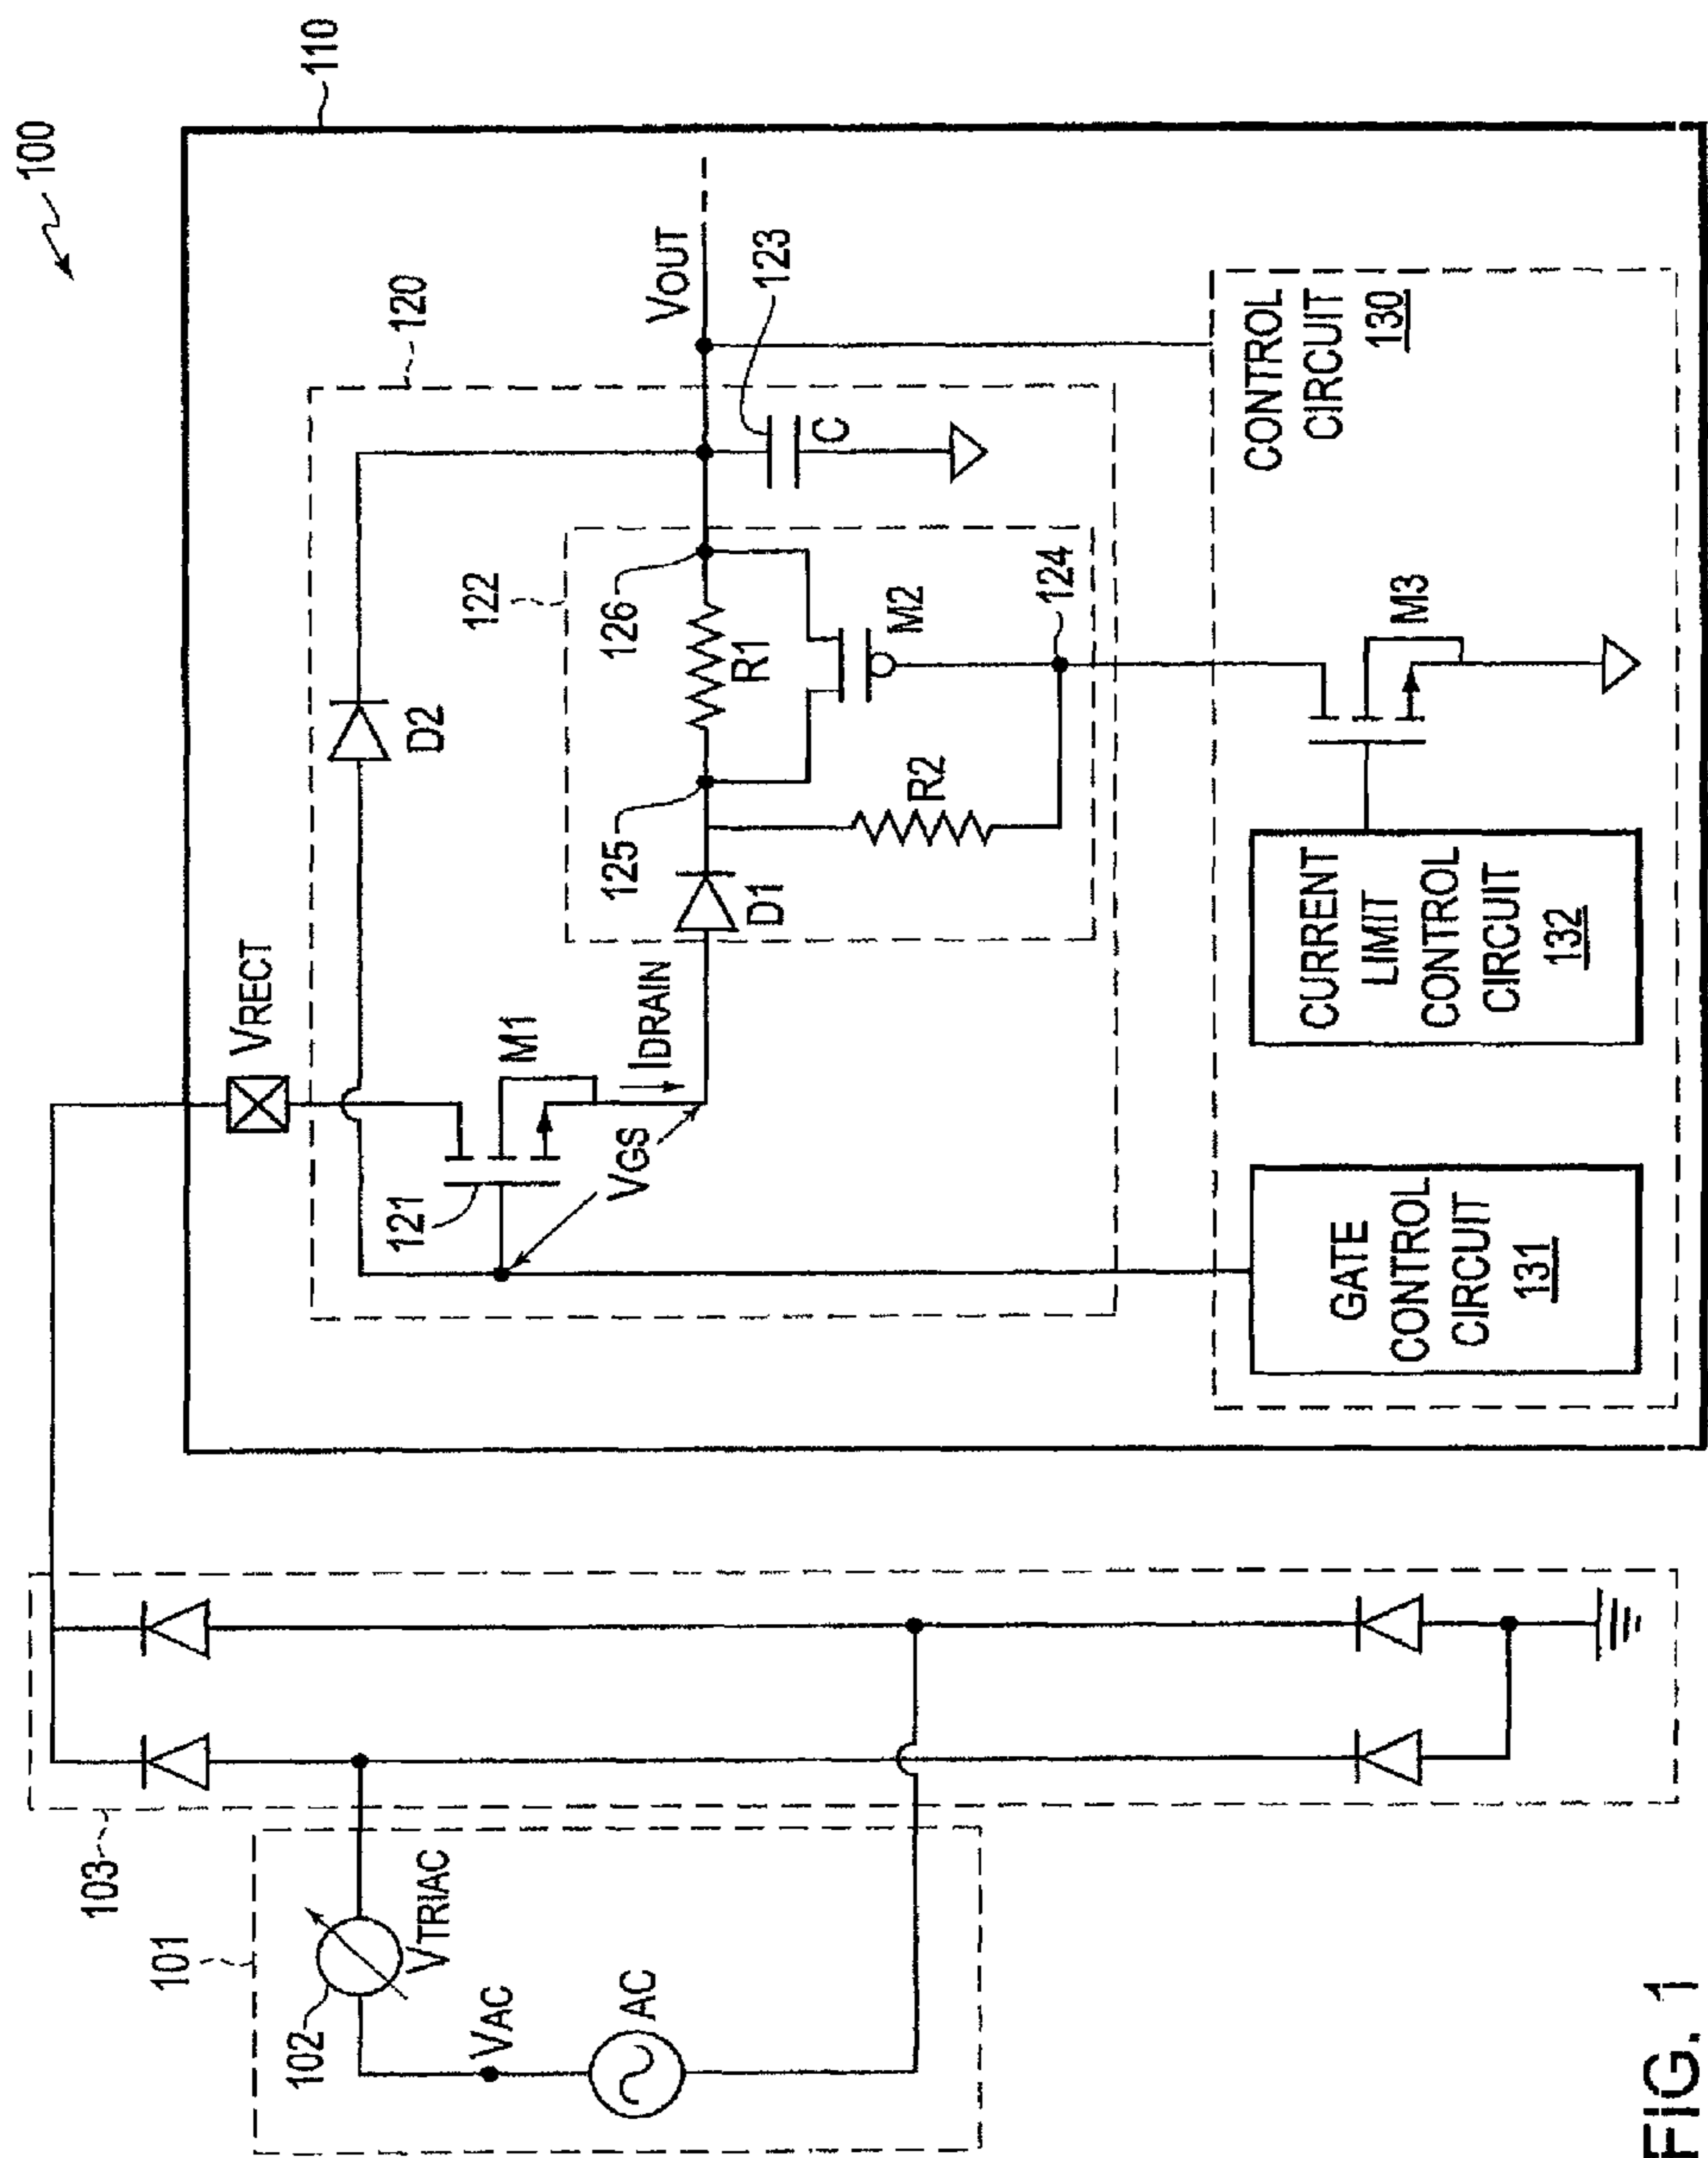 100
110
VRECT
120
D2
121
M1
VGS
IDRAIN
122
125
126
D1
R1
R2
M2
124
VOUT
123
C
CONTROL
CIRCUIT
130
GATE
CONTROL
CIRCUIT
131
CURRENT
LIMIT
CONTROL
CIRCUIT
132
M3
103
101
102
VTRIAC
VAC
AC
FIG. 1